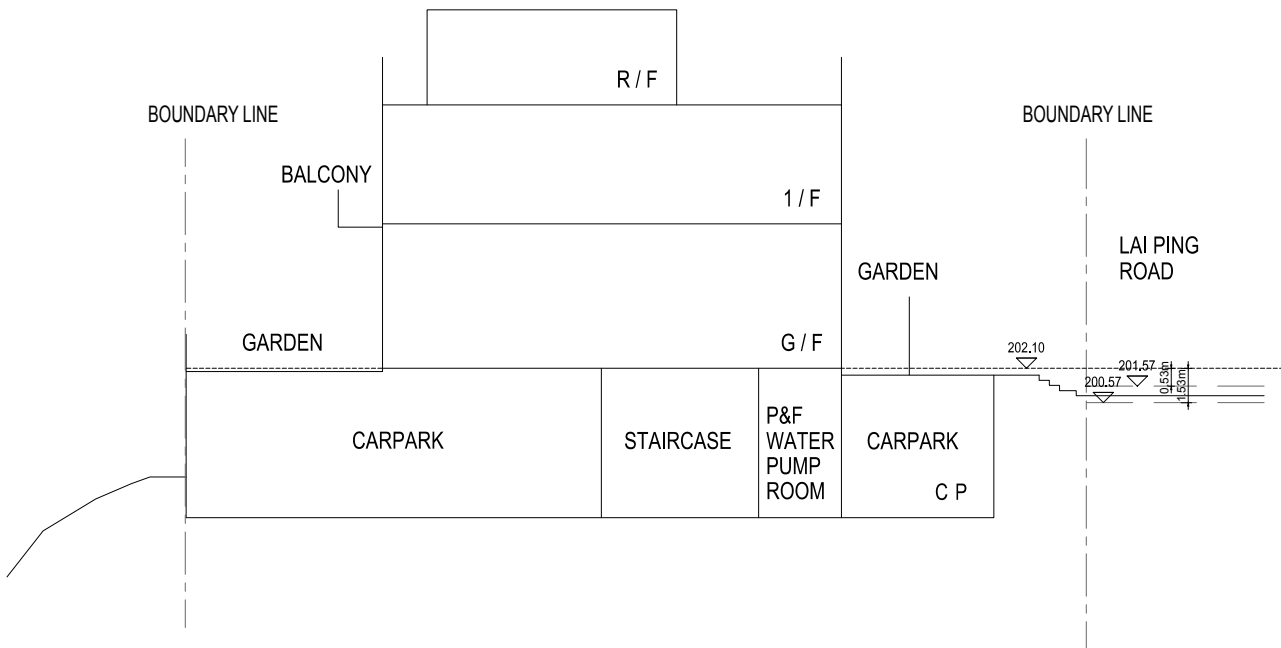 R / F
BOUNDARY LINE
BOUNDARY LINE
BALCONY
1 / F
LAI PING
ROAD
GARDEN
GARDEN
G / F
202.10
201.57
200.57
0.53m
1.53m
CARPARK
STAIRCASE
P&F
WATER
PUMP
ROOM
CARPARK
C P